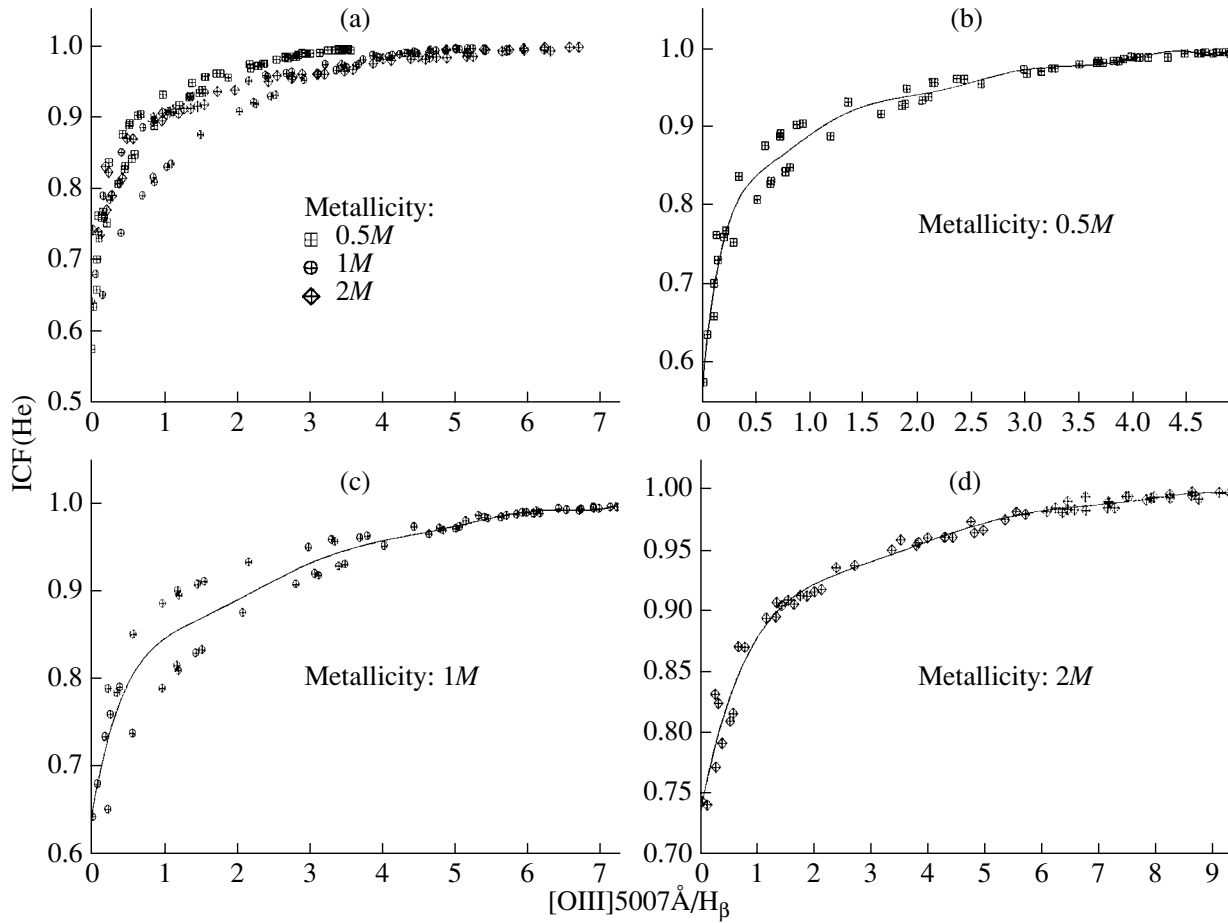 (a)
1.0
0.9
0.8
0.7
0.6
0.5
0 1 2 3 4 5 6 7
Metallicity:
0.5M
1M
2M
(b)
1.0
0.9
0.8
0.7
0.6
0 0.5 1.0 1.5 2.0 2.5 3.0 3.5 4.0 4.5
Metallicity: 0.5M
ICF(He)
(c)
1.0
0.9
0.8
0.7
0.6
0 1 2 3 4 5 6 7
Metallicity: 1M
(d)
1.00
0.95
0.90
0.85
0.80
0.75
0.70
0 1 2 3 4 5 6 7 8 9
Metallicity: 2M
[OIII]5007Å/Hβ